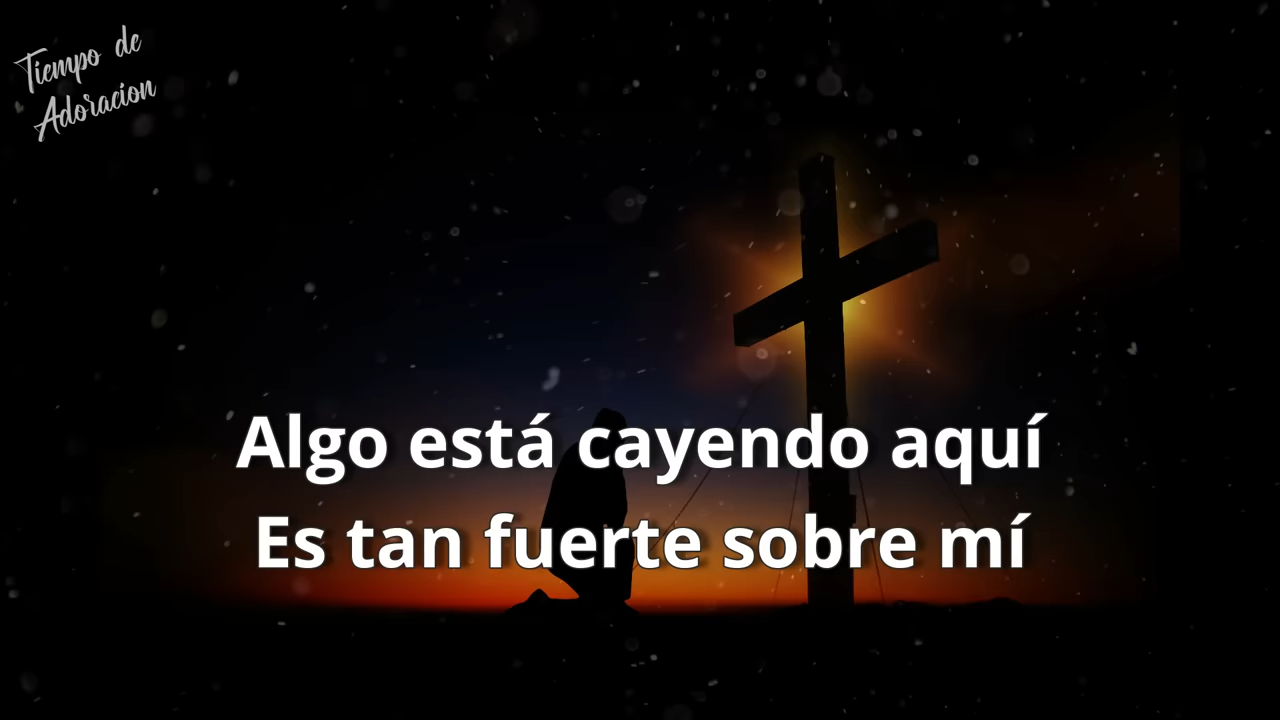 Tiempo de
Adoracion
Algo está cayendo aquí
Es tan fuerte sobre mí